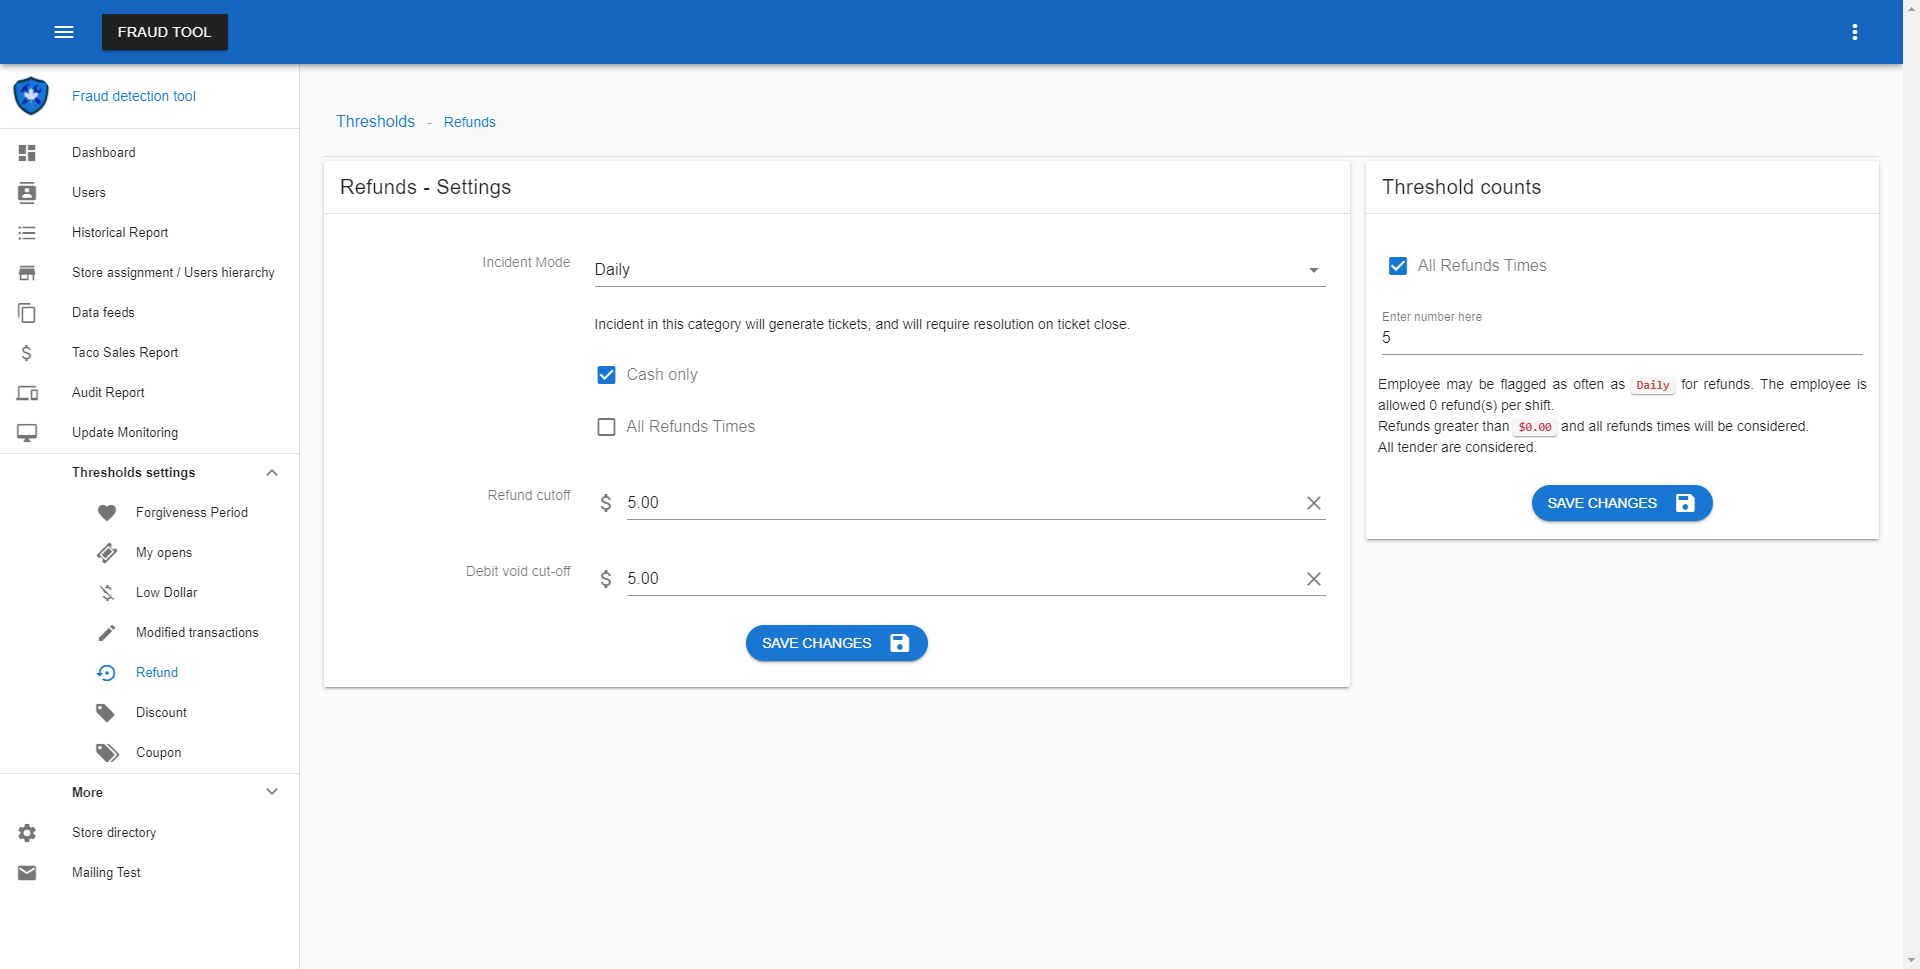 FRAUD TOOL
Fraud detection tool
Dashboard
Users
Historical Report
Store assignment / Users hierarchy
Data feeds
Taco Sales Report
Audit Report
Update Monitoring
Thresholds settings
Forgiveness Period
My opens
Low Dollar
Modified transactions
Refund
Discount
Coupon
More
Store directory
Mailing Test
Thresholds - Refunds
Refunds - Settings
Incident Mode
Daily
Incident in this category will generate tickets, and will require resolution on ticket close.
Cash only
All Refunds Times
Refund cutoff
$ 5.00
Debit void cut-off
$ 5.00
SAVE CHANGES
Threshold counts
All Refunds Times
Enter number here
5
Employee may be flagged as often as Daily for refunds. The employee is
allowed 0 refund(s) per shift.
Refunds greater than $0.00 and all refunds times will be considered.
All tender are considered.
SAVE CHANGES